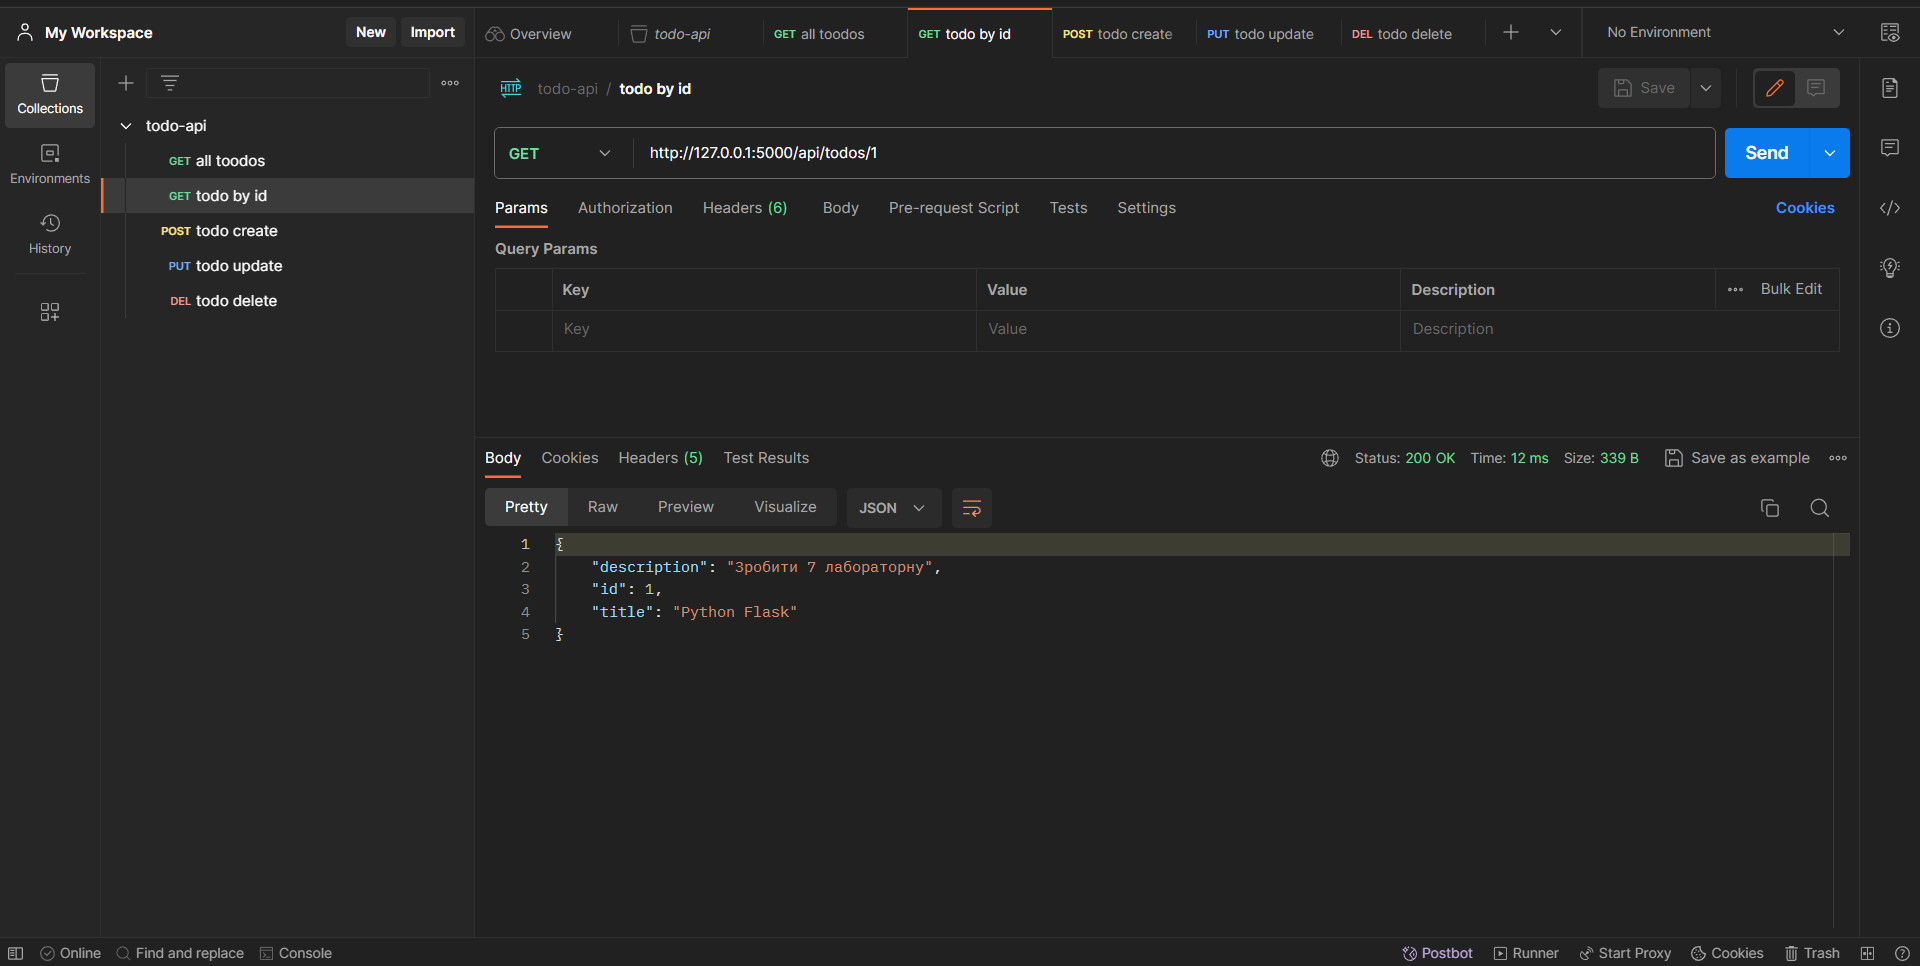 My Workspace
New
Import
Overview
todo-api
GET all toodos
GET todo by id
POST todo create
PUT todo update
DEL todo delete
No Environment
Collections
Environments
History
todo-api
GET all toodos
GET todo by id
POST todo create
PUT todo update
DEL todo delete
HTTP todo-api / todo by id
Save
GET
http://127.0.0.1:5000/api/todos/1
Send
Params Authorization Headers (6) Body Pre-request Script Tests Settings
Cookies
Query Params
Key Value Description Bulk Edit
Key Value Description
Body Cookies Headers (5) Test Results
Status: 200 OK Time: 12 ms Size: 339 B Save as example
Pretty Raw Preview Visualize JSON
1 {
2 "description": "Зробити 7 лабораторну",
3 "id": 1,
4 "title": "Python Flask"
5 }
Online Find and replace Console
Postbot Runner Start Proxy Cookies Trash